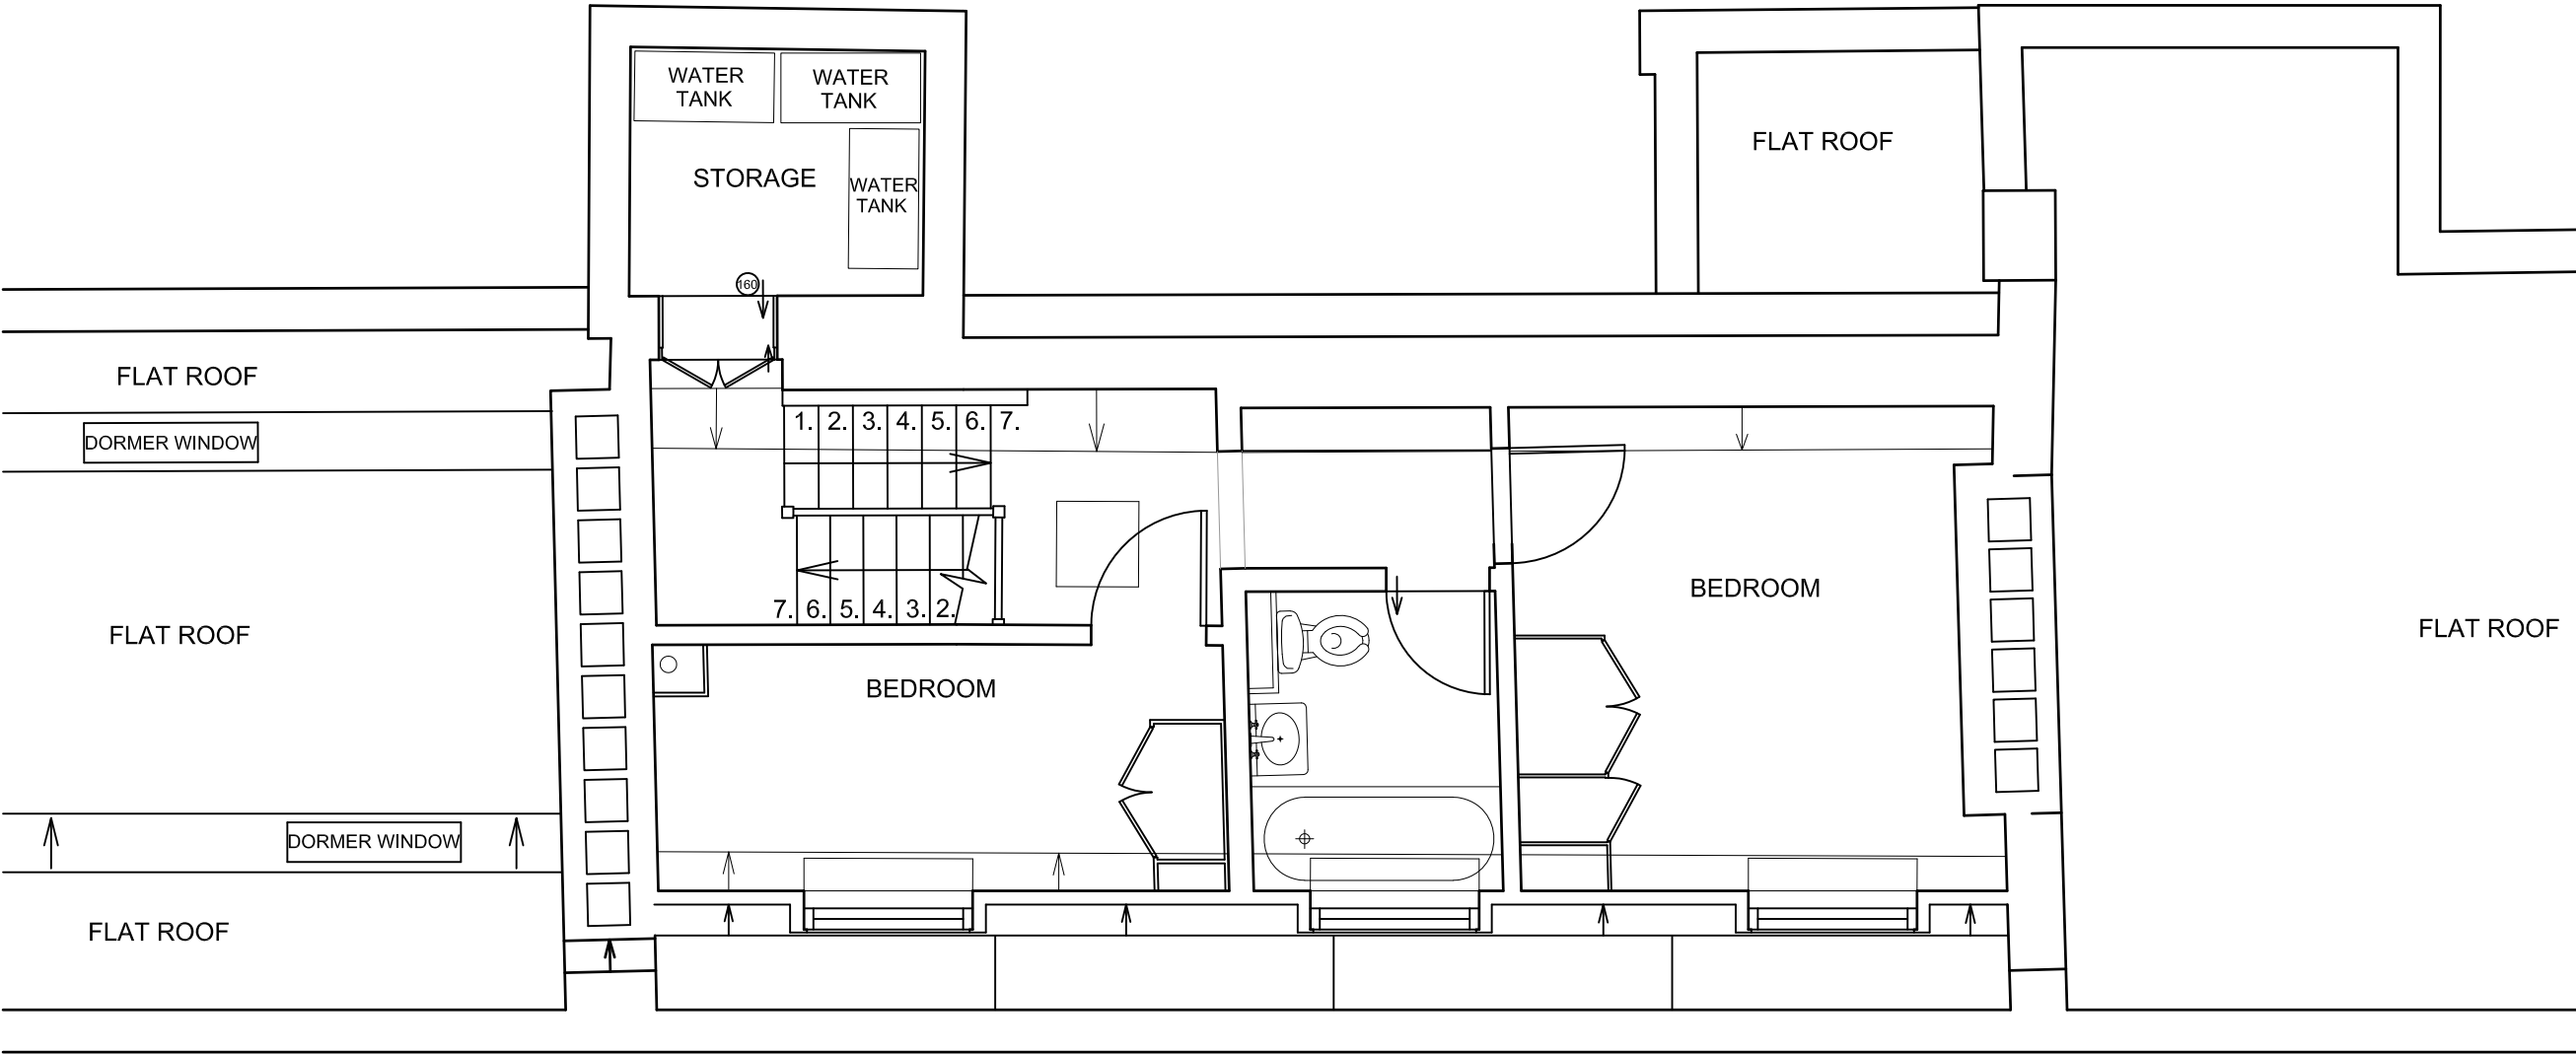 WATER
TANK
WATER
TANK
STORAGE
WATER
TANK
160
FLAT ROOF
FLAT ROOF
DORMER WINDOW
1. 2. 3. 4. 5. 6. 7.
7. 6. 5. 4. 3. 2.
BEDROOM
BEDROOM
FLAT ROOF
FLAT ROOF
DORMER WINDOW
FLAT ROOF